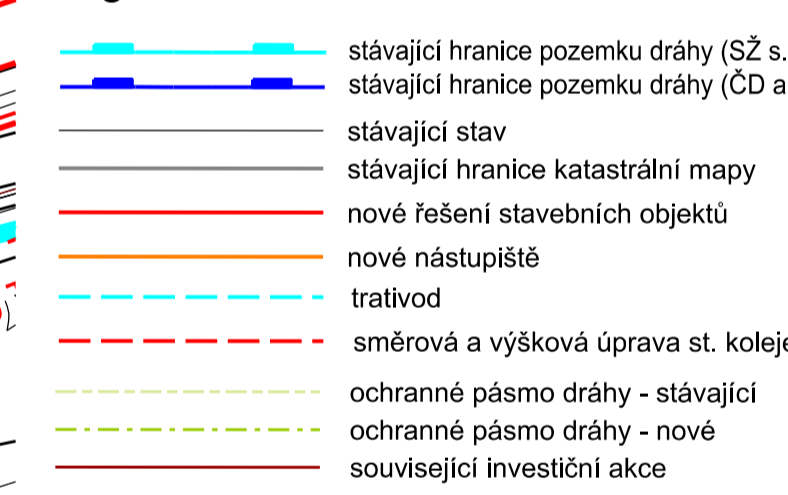 stávající hranice pozemku dráhy (SŽ s.
stávající hranice pozemku dráhy (ČD a
stávající stav
stávající hranice katastrální mapy
nové řešení stavebních objektů
nové nástupiště
trativod
směrová a výšková úprava st. koleje
ochranné pásmo dráhy - stávající
ochranné pásmo dráhy - nové
související investiční akce